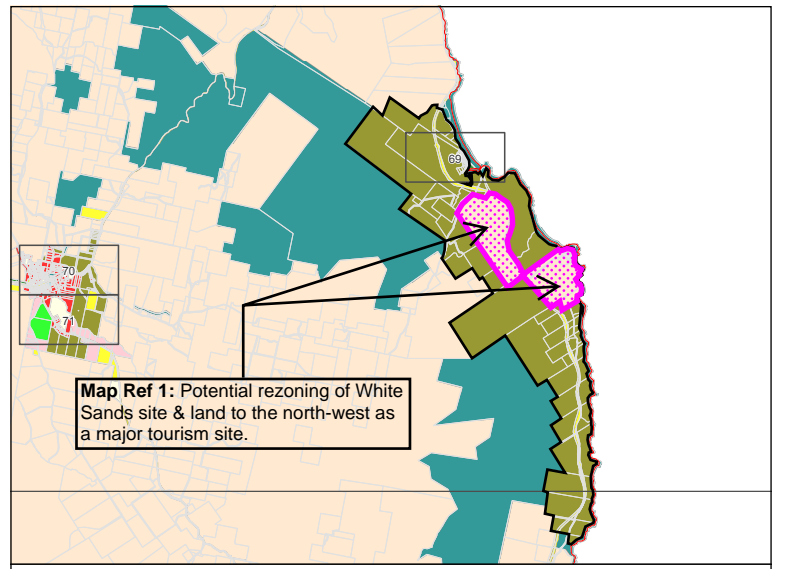 69
70
71
Map Ref 1: Potential rezoning of White
Sands site & land to the north-west as
a major tourism site.